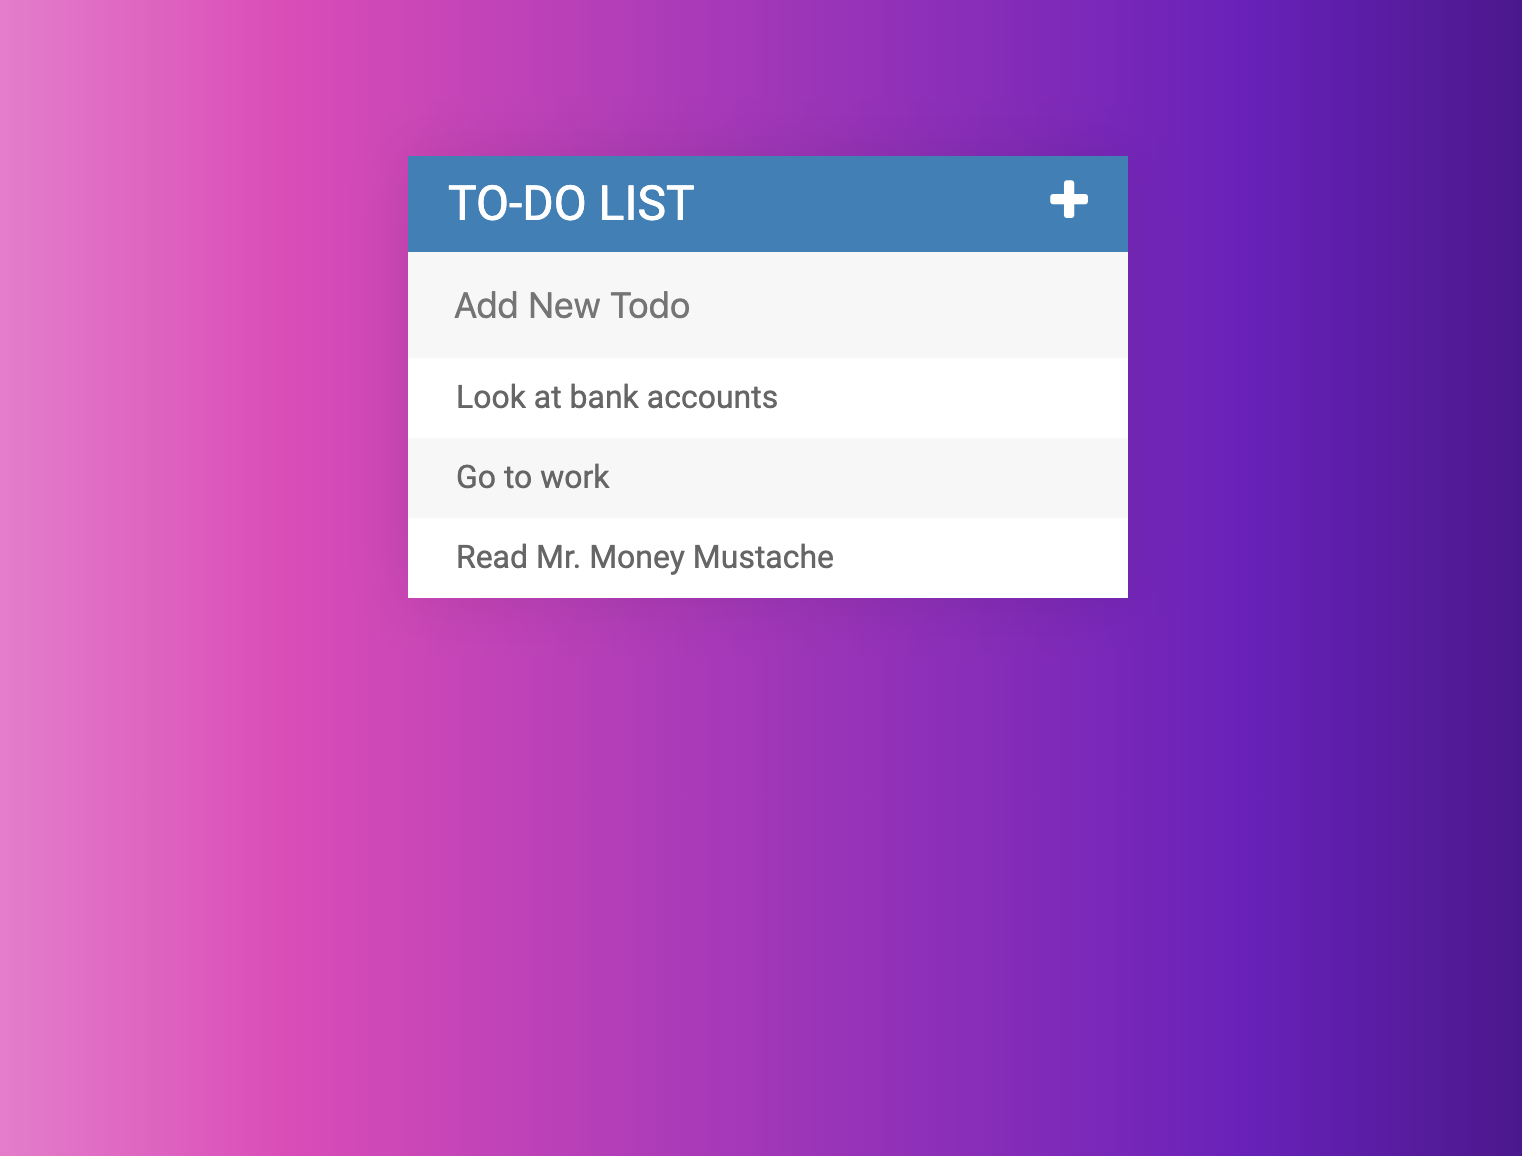 TO-DO LIST
Add New Todo
Look at bank accounts
Go to work
Read Mr. Money Mustache